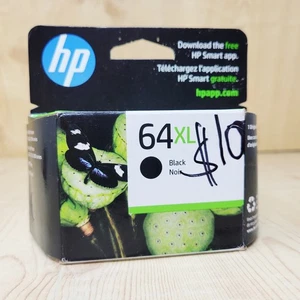 hp
Download the free
HP Smart app.
Téléchargez l'application
HP Smart gratuite.
hpapp.com
64XL
$10
Black
Noir